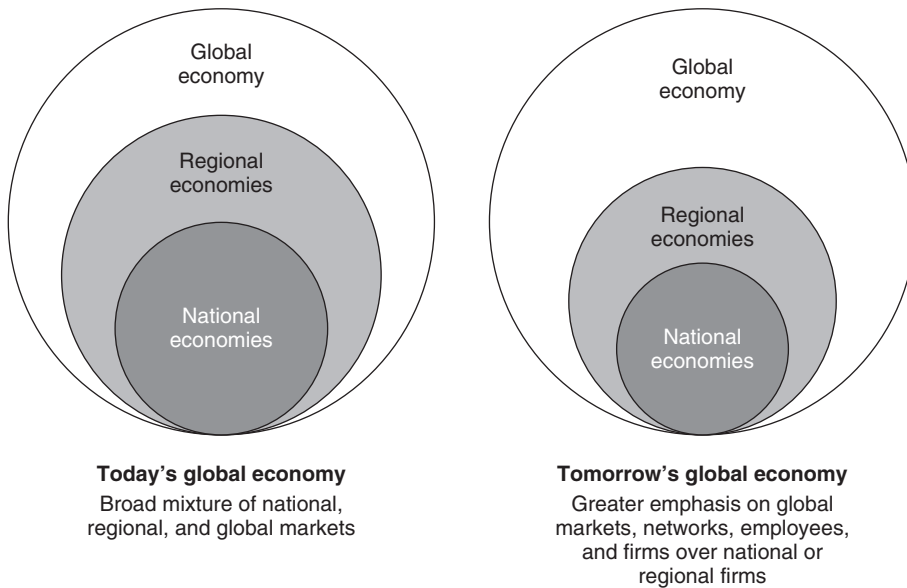 Global
economy
Regional
economies
National
economies
Today's global economy
Broad mixture of national,
regional, and global markets
Global
economy
Regional
economies
National
economies
Tomorrow's global economy
Greater emphasis on global
markets, networks, employees,
and firms over national or
regional firms